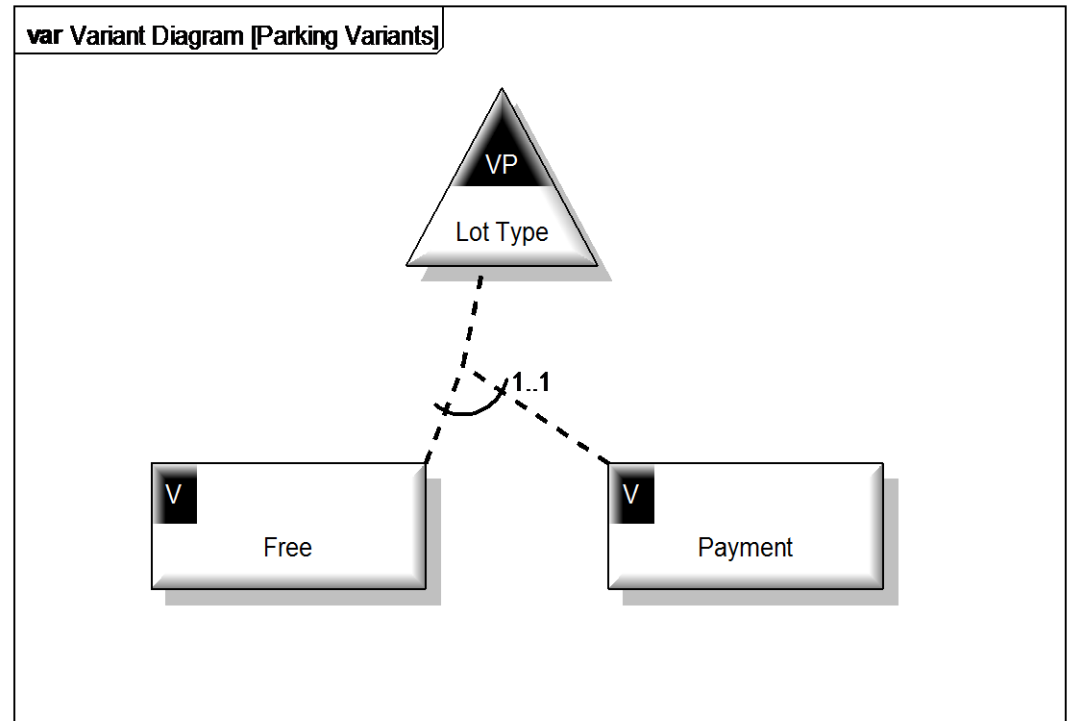 var Variant Diagram [Parking Variants]
VP
Lot Type
1..1
V
Free
V
Payment